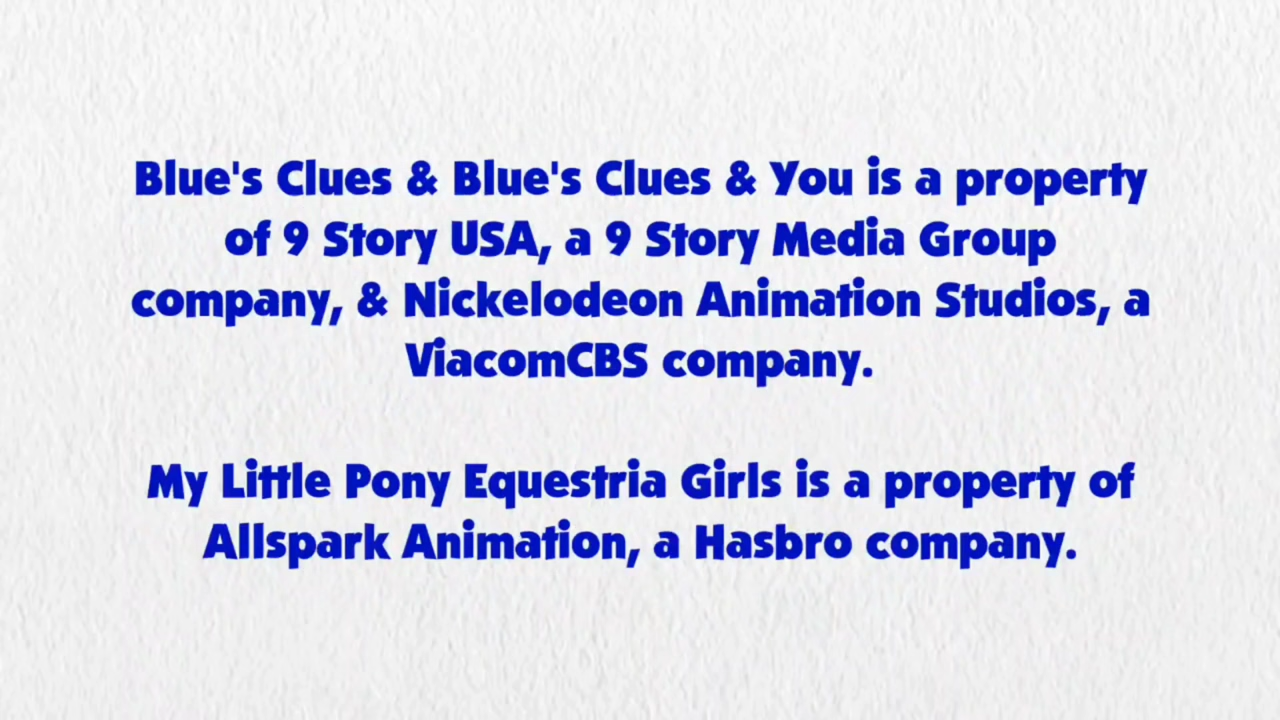 Blue's Clues & Blue's Clues & You is a property
of 9 Story USA, a 9 Story Media Group
company, & Nickelodeon Animation Studios, a
ViacomCBS company.
My Little Pony Equestria Girls is a property of
Allspark Animation, a Hasbro company.